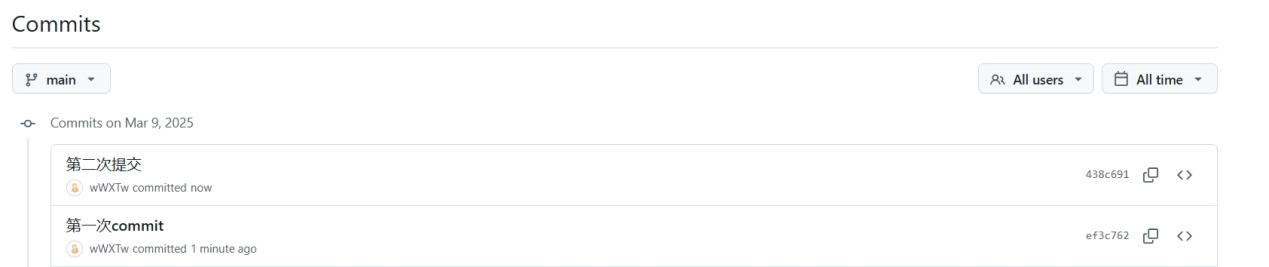 Commits
main
All users
All time
Commits on Mar 9, 2025
第二次提交
438c691
wWXTw committed now
第一次commit
ef3c762
wWXTw committed 1 minute ago